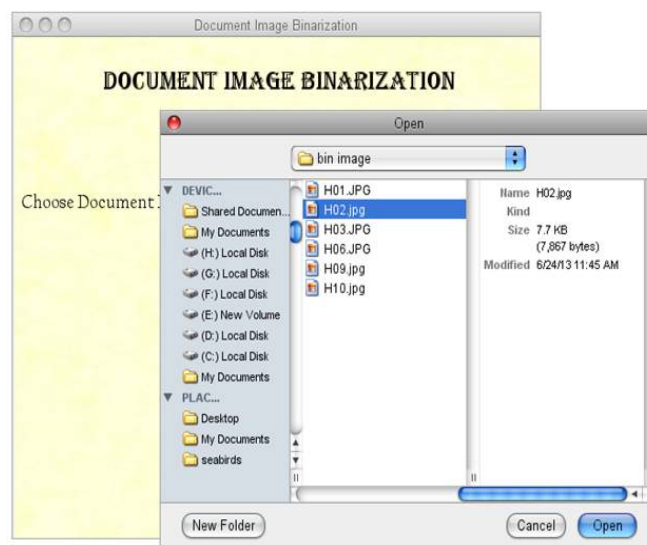 Document Image Binarization
DOCUMENT IMAGE BINARIZATION
Choose Document
Open
bin image
DEVIC...
Shared Documen...
My Documents
(H:) Local Disk
(G:) Local Disk
(F:) Local Disk
(E:) New Volume
(D:) Local Disk
(C:) Local Disk
My Documents
PLAC...
Desktop
My Documents
seabirds
H01.JPG
H02.jpg
H03.JPG
H06.JPG
H09.jpg
H10.jpg
Name H02.jpg
Kind
Size 7.7 KB
(7,867 bytes)
Modified 6/24/13 11:45 AM
New Folder
Cancel
Open